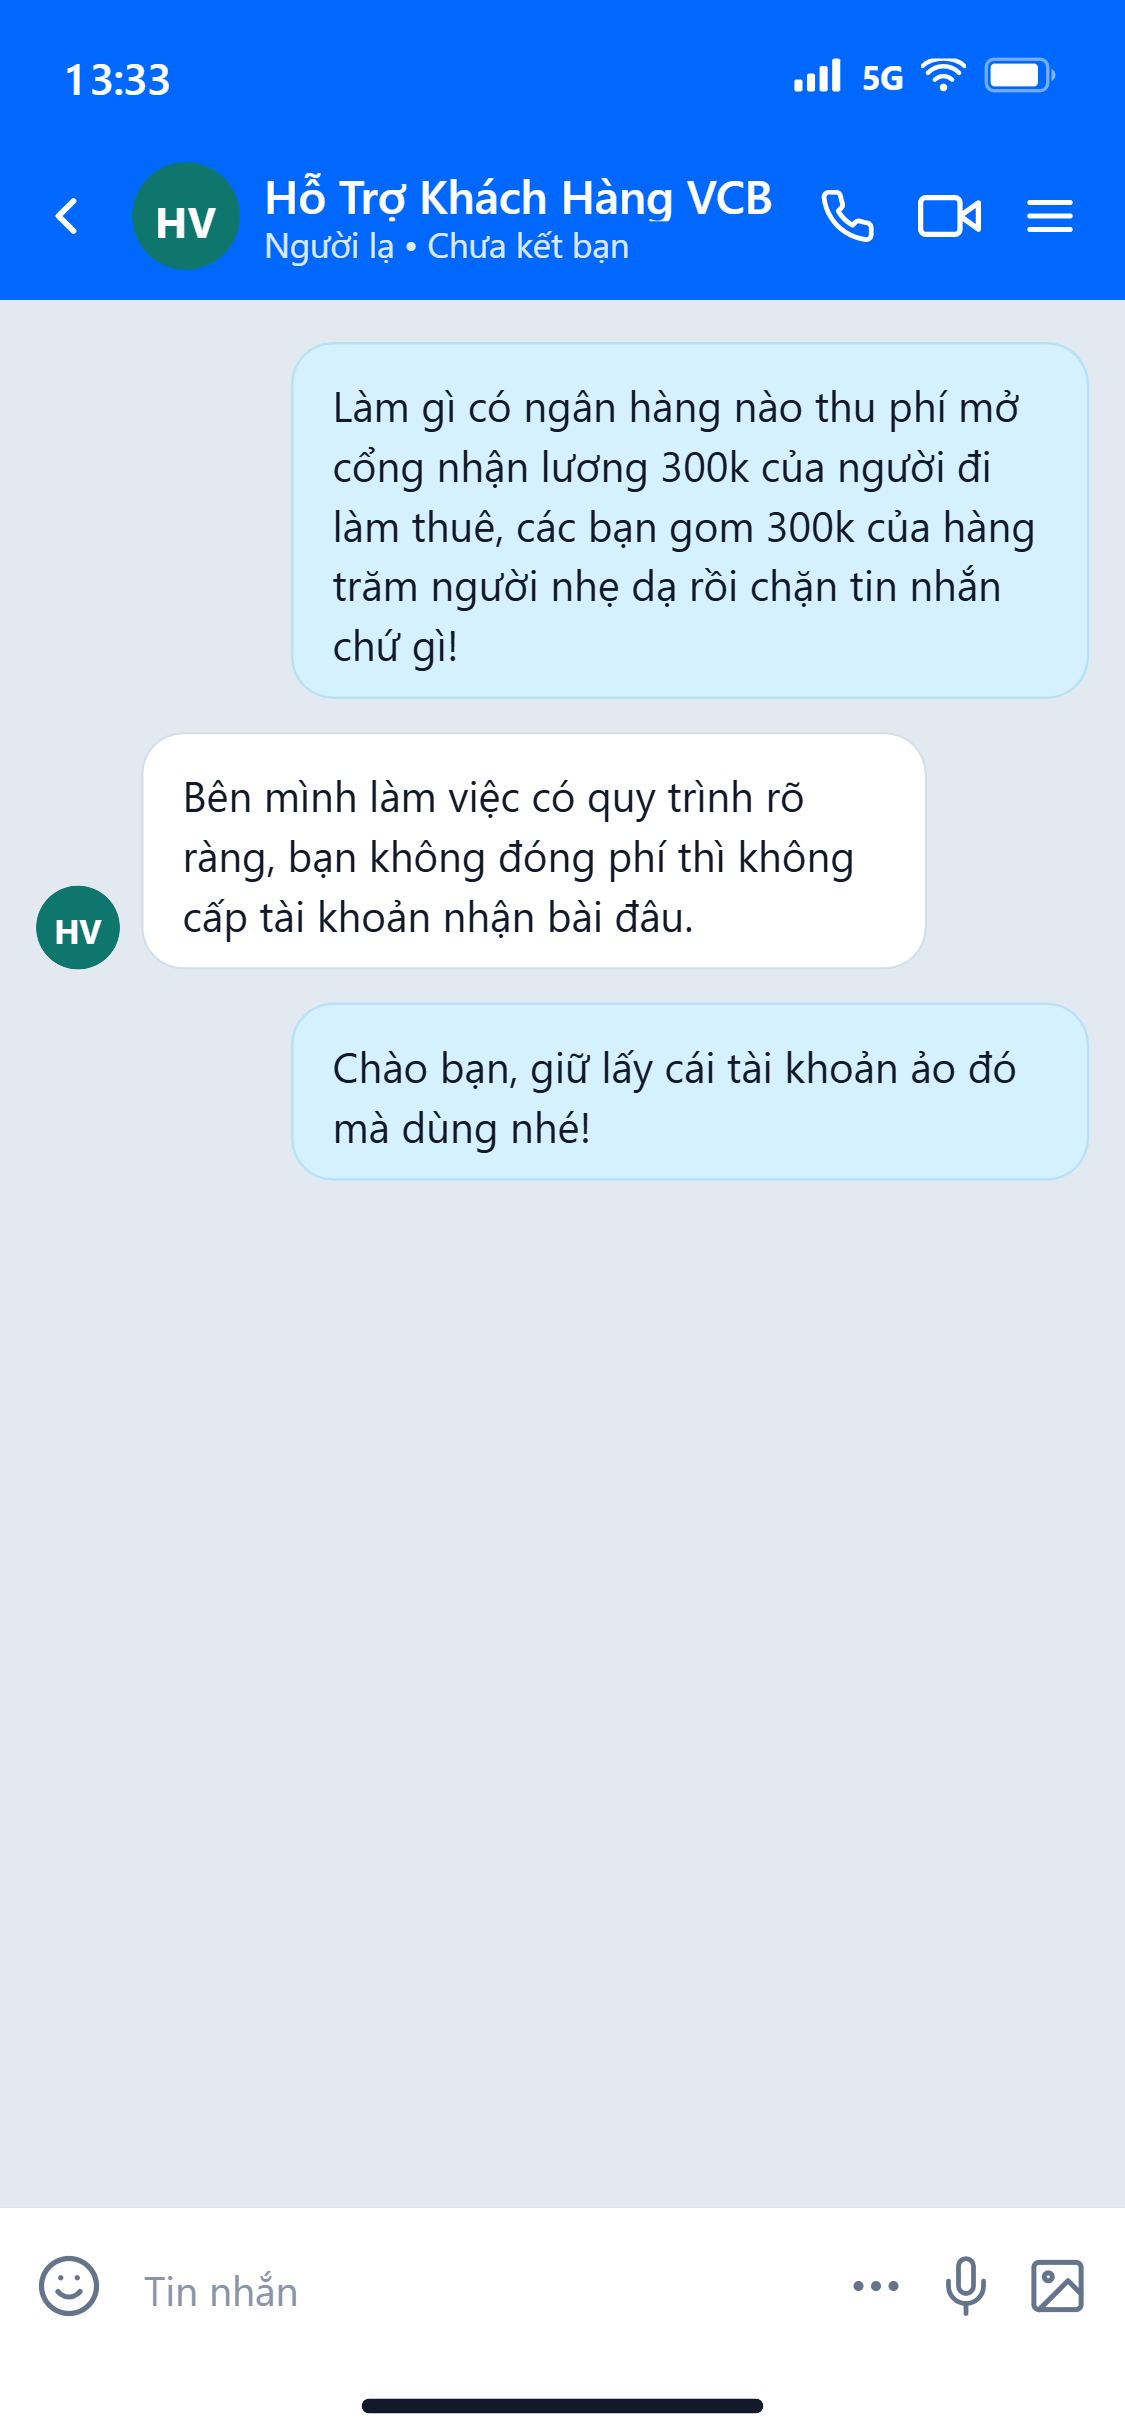 13:33
5G
HV
Hỗ Trợ Khách Hàng VCB
Người lạ • Chưa kết bạn
Làm gì có ngân hàng nào thu phí mở
cổng nhận lương 300k của người đi
làm thuê, các bạn gom 300k của hàng
trăm người nhẹ dạ rồi chặn tin nhắn
chứ gì!
Bên mình làm việc có quy trình rõ
ràng, bạn không đóng phí thì không
cấp tài khoản nhận bài đâu.
HV
Chào bạn, giữ lấy cái tài khoản ảo đó
mà dùng nhé!
Tin nhắn